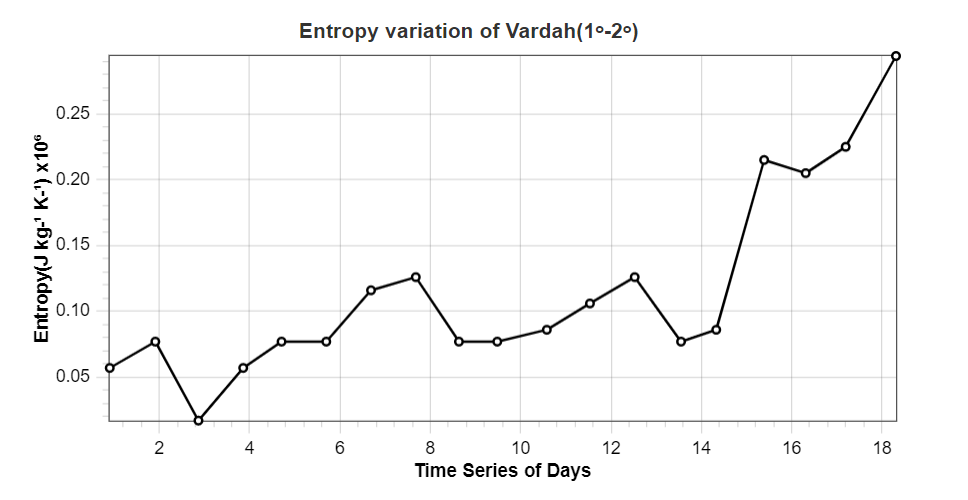 Entropy variation of Vardah(1°-2°)
Entropy(J kg-¹ K-¹) x10⁶
0.25
0.20
0.15
0.10
0.05
2 4 6 8 10 12 14 16 18
Time Series of Days